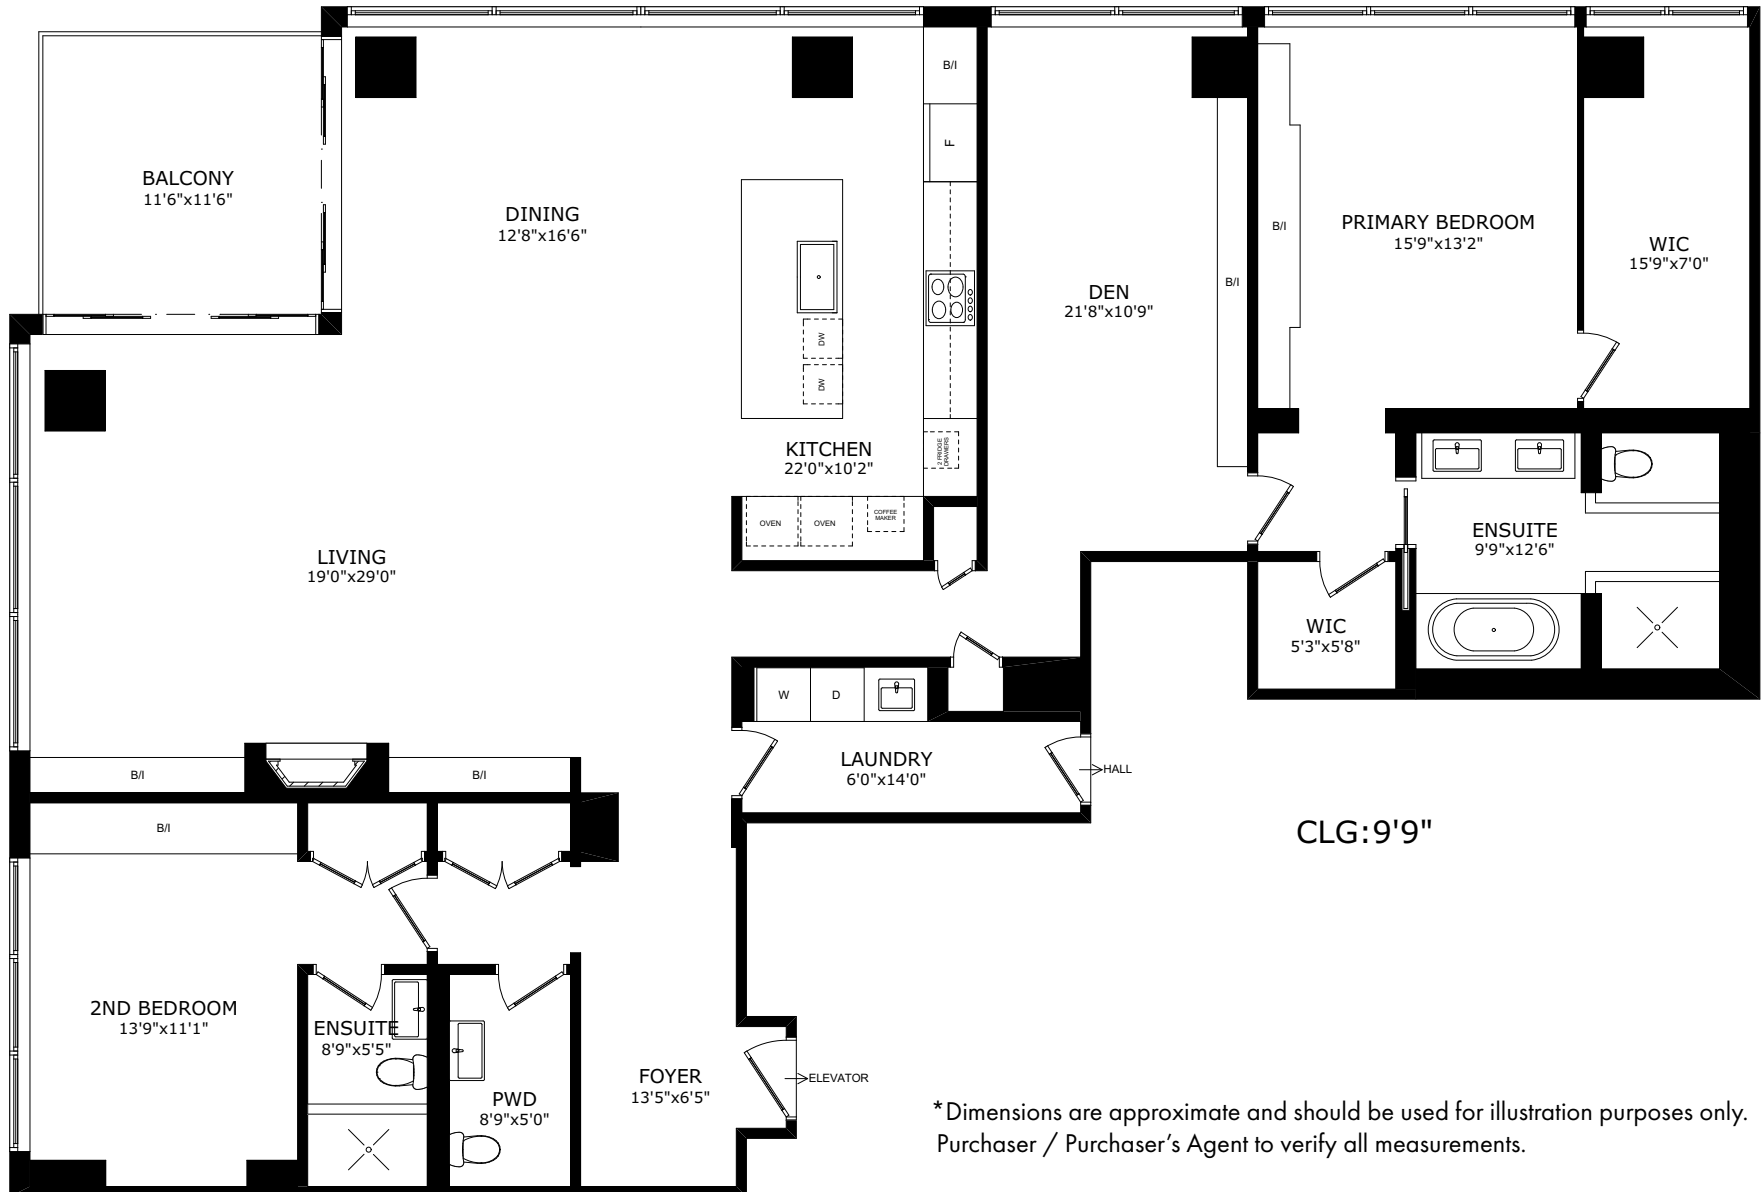 B/I
F
BALCONY
11'6"x11'6"
DINING
12'8"x16'6"
PRIMARY BEDROOM
15'9"x13'2"
B/I
WIC
15'9"x7'0"
DEN
21'8"x10'9"
B/I
DW
DW
KITCHEN
22'0"x10'2"
2 FRIDGE
DRAWERS
OVEN
OVEN
COFFEE
MAKER
LIVING
19'0"x29'0"
ENSUITE
9'9"x12'6"
WIC
5'3"x5'8"
W
D
LAUNDRY
6'0"x14'0"
HALL
B/I
B/I
B/I
CLG:9'9"
2ND BEDROOM
13'9"x11'1"
ENSUITE
8'9"x5'5"
PWD
8'9"x5'0"
FOYER
13'5"x6'5"
ELEVATOR
*Dimensions are approximate and should be used for illustration purposes only.
Purchaser / Purchaser’s Agent to verify all measurements.